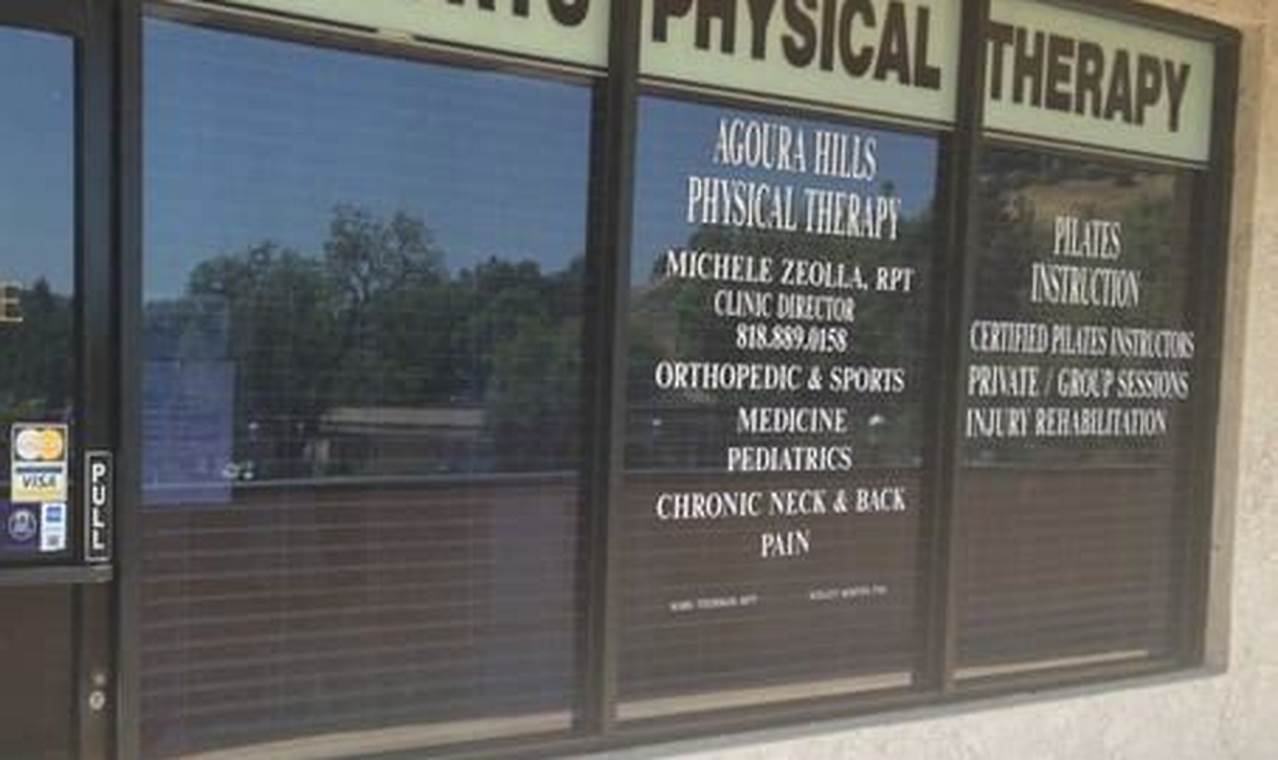 PHYSICAL THERAPY
AGOURA HILLS
PHYSICAL THERAPY
MICHELE ZEOLLA, RPT
CLINIC DIRECTOR
818.889.0158
ORTHOPEDIC & SPORTS
MEDICINE
PEDIATRICS
CHRONIC NECK & BACK
PAIN
PILATES
INSTRUCTION
CERTIFIED PILATES INSTRUCTORS
PRIVATE / GROUP SESSIONS
INJURY REHABILITATION
VISA
PULL